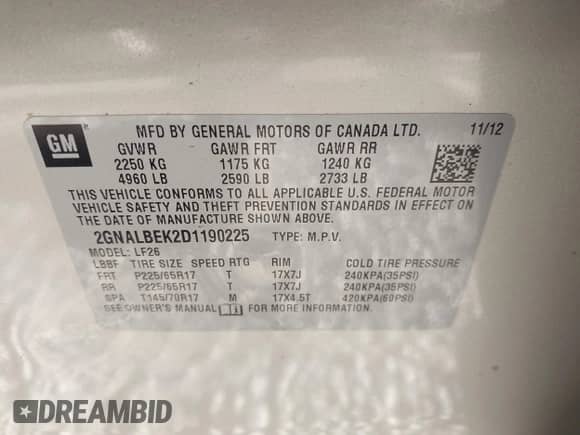 GM
MFD BY GENERAL MOTORS OF CANADA LTD. 11/12
GVWR GAWR FRT GAWR RR
2250 KG 1175 KG 1240 KG
4960 LB 2590 LB 2733 LB
THIS VEHICLE CONFORMS TO ALL APPLICABLE U.S. FEDERAL MOTOR
VEHICLE SAFETY AND THEFT PREVENTION STANDARDS IN EFFECT ON
THE DATE OF MANUFACTURE SHOWN ABOVE.
2GNALBEK2D1190225 TYPE: M.P.V.
MODEL: LF26
LBBF TIRE SIZE SPEED RTG RIM COLD TIRE PRESSURE
FRT P225/65R17 T 17X7J 240KPA(35PSI)
RR P225/65R17 T 17X7J 240KPA(35PSI)
SPA T145/70R17 M 17X4.5T 420KPA(60PSI)
SEE OWNER'S MANUAL
DREAMBID